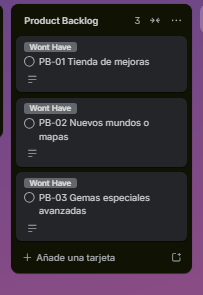 Product Backlog 3
Wont Have
PB-01 Tienda de mejoras
Wont Have
PB-02 Nuevos mundos o
mapas
Wont Have
PB-03 Gemas especiales
avanzadas
+ Añade una tarjeta